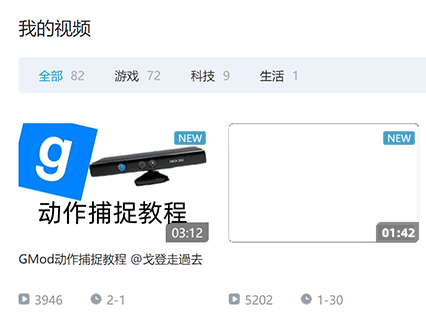 我的视频
全部 82 游戏 72 科技 9 生活 1
g
NEW
XBOX 360
动作捕捉教程
03:12
NEW
01:42
GMod动作捕捉教程 @戈登走過去
3946 2-1
5202 1-30